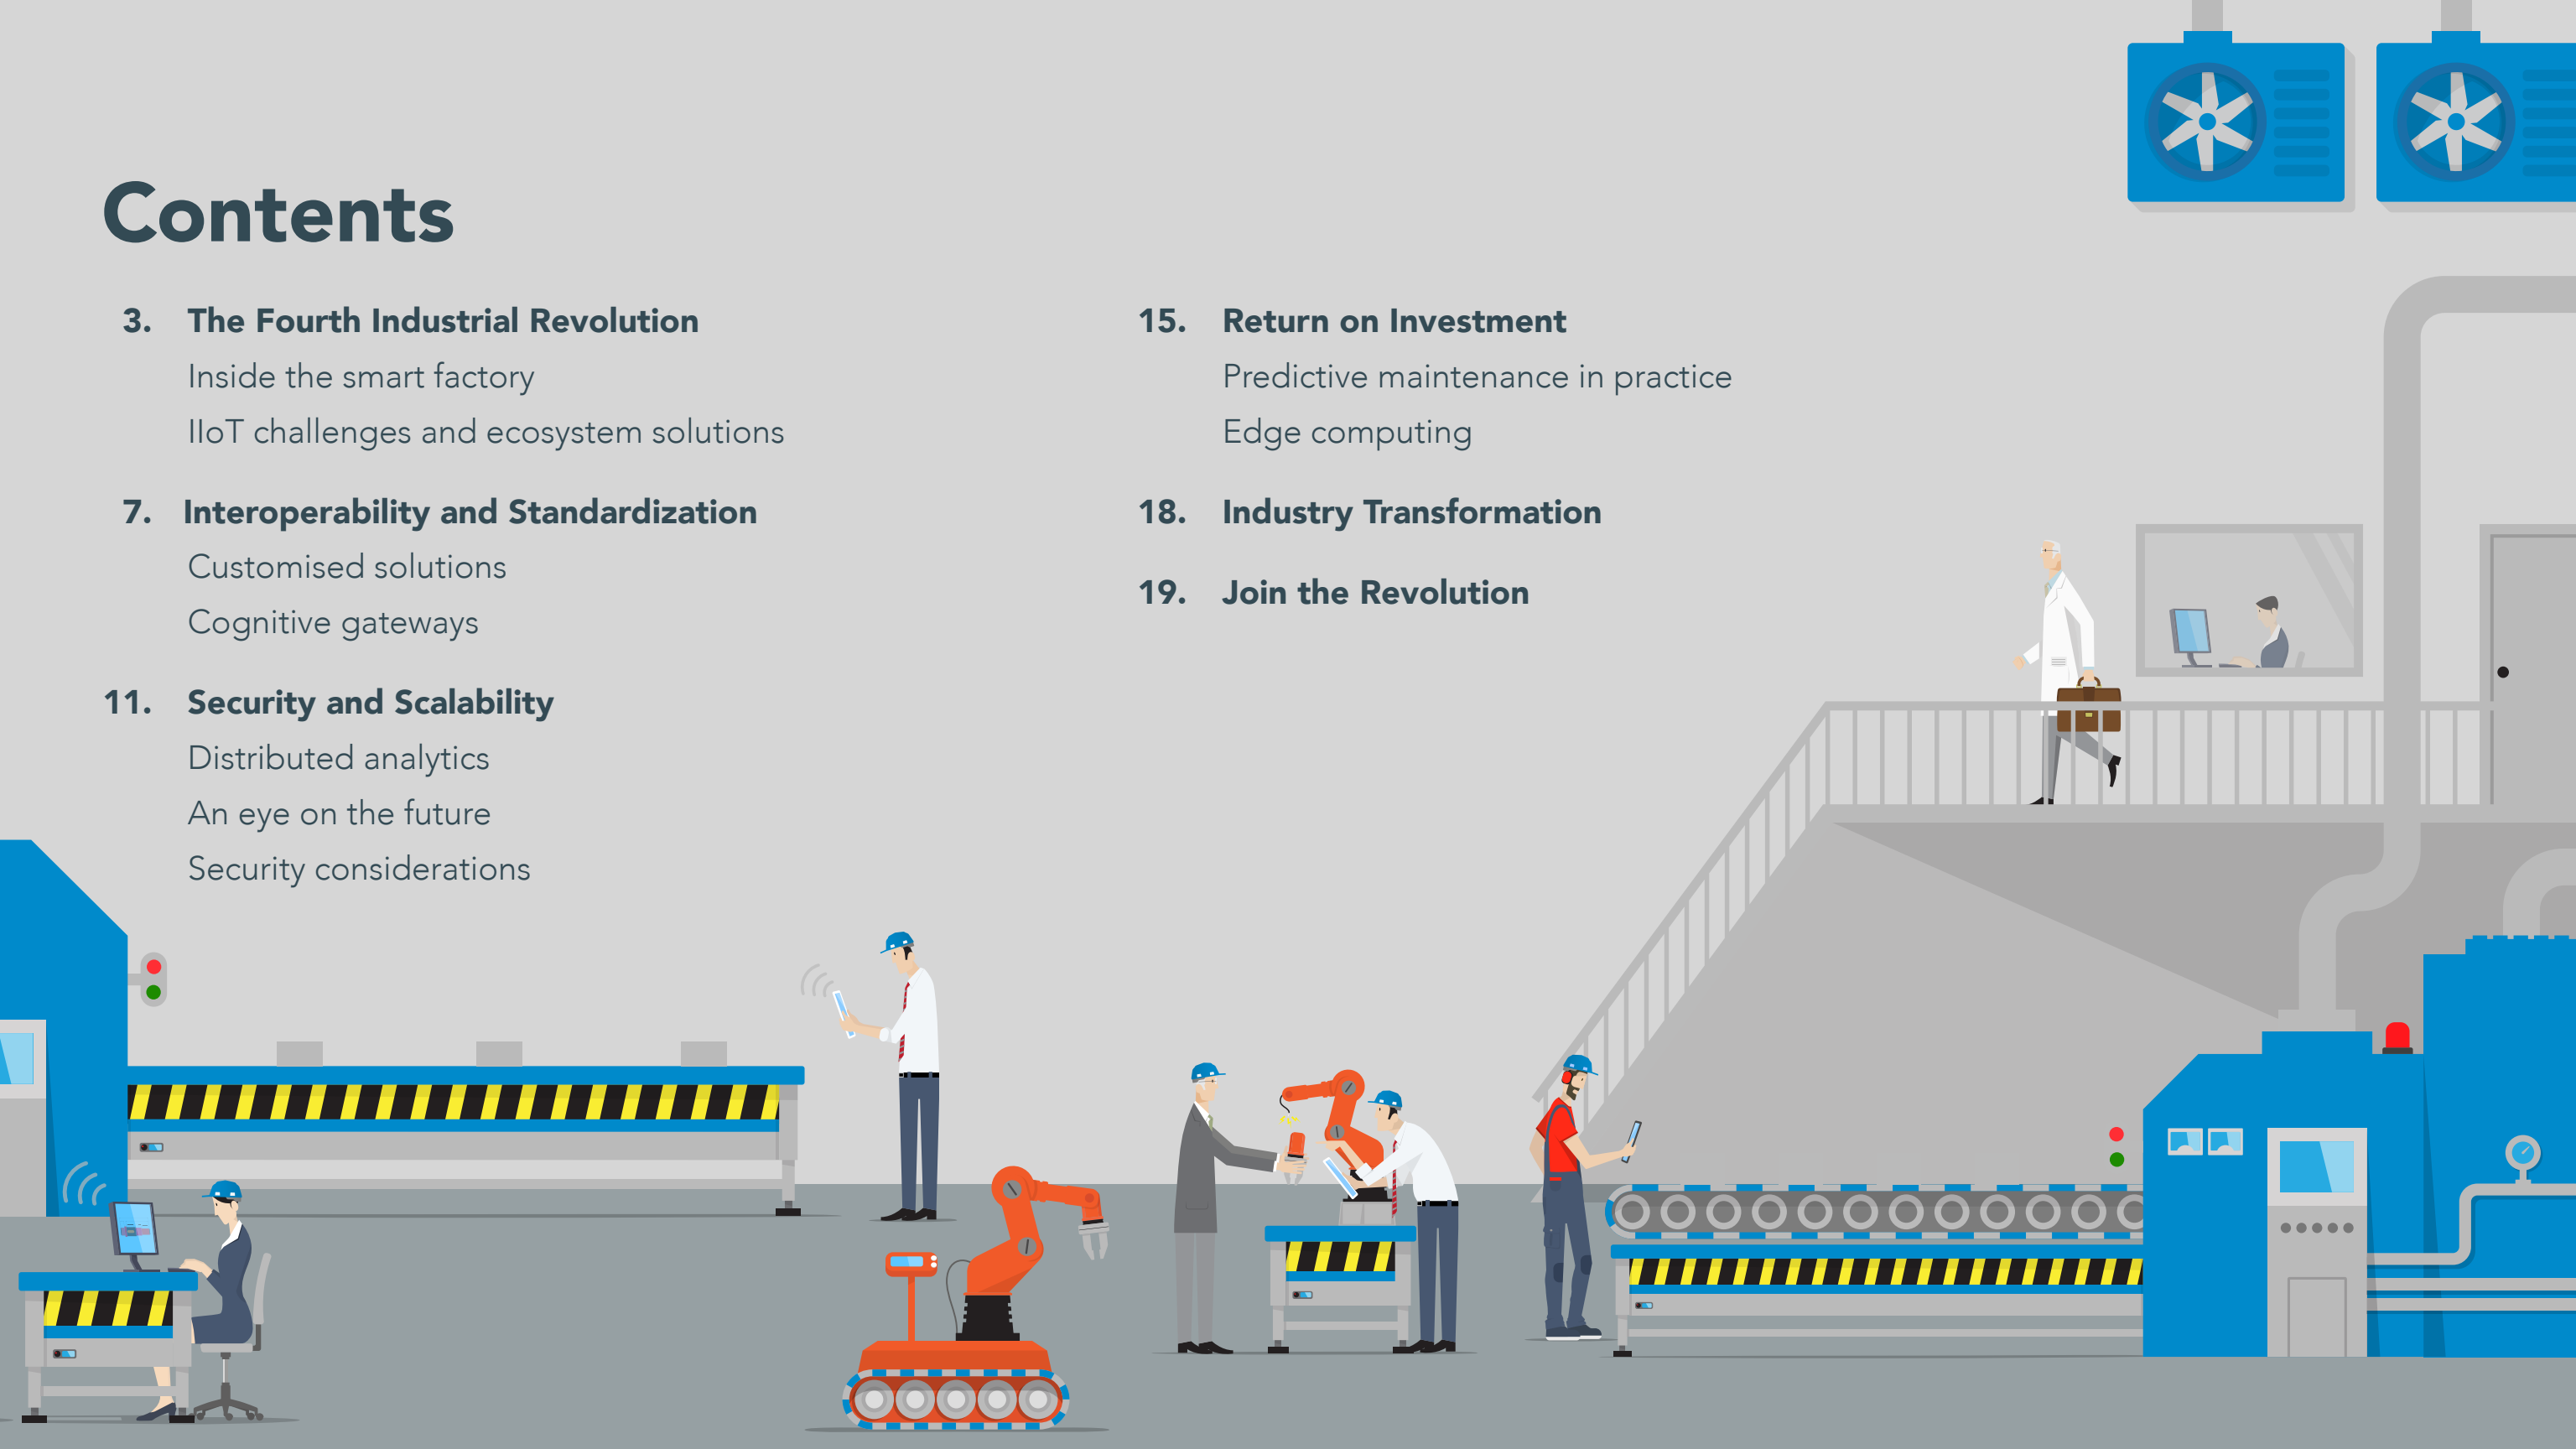 Contents
3. The Fourth Industrial Revolution
Inside the smart factory
IIoT challenges and ecosystem solutions
7. Interoperability and Standardization
Customised solutions
Cognitive gateways
11. Security and Scalability
Distributed analytics
An eye on the future
Security considerations
15. Return on Investment
Predictive maintenance in practice
Edge computing
18. Industry Transformation
19. Join the Revolution